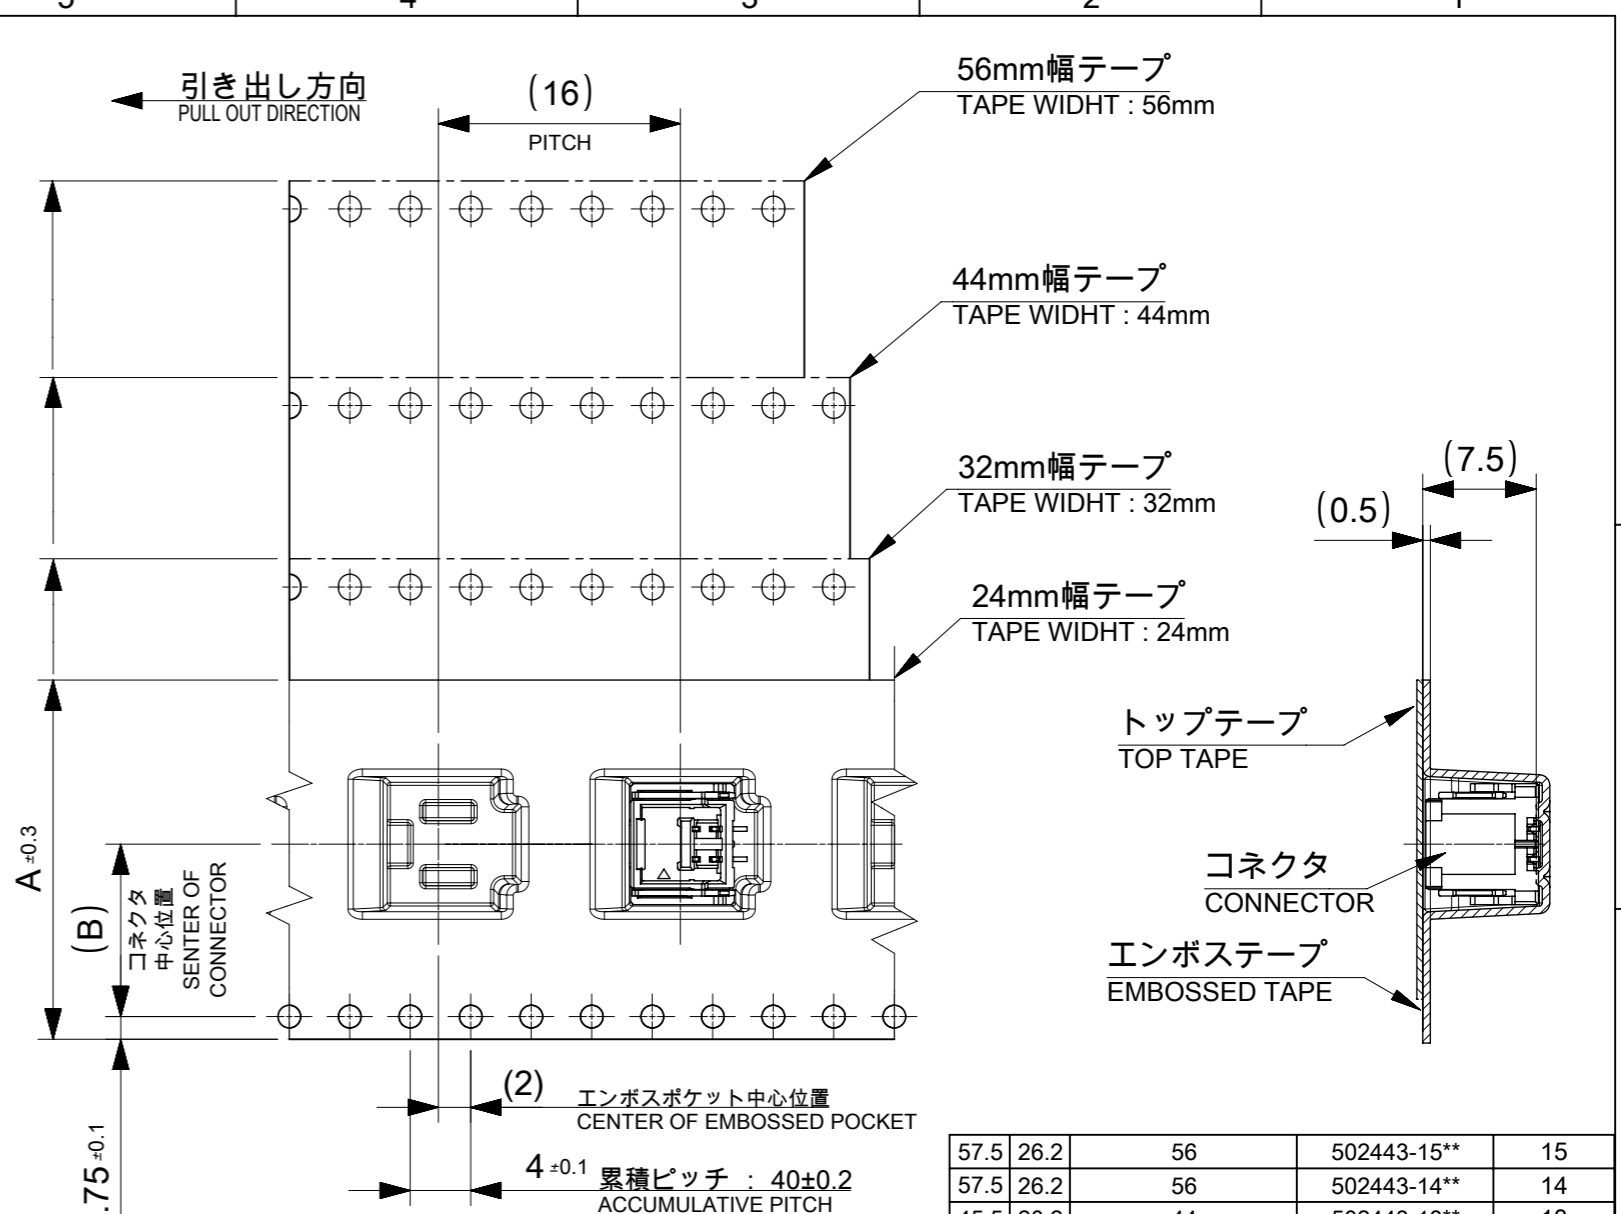 引き出し方向
PULL OUT DIRECTION
(16)
PITCH
56mm幅テープ
TAPE WIDHT : 56mm
44mm幅テープ
TAPE WIDHT : 44mm
32mm幅テープ
TAPE WIDHT : 32mm
24mm幅テープ
TAPE WIDHT : 24mm
(7.5)
(0.5)
トップテープ
TOP TAPE
コネクタ
CONNECTOR
エンボステープ
EMBOSSED TAPE
A ±0.3
(B)
コネクタ
中心位置
SENTER OF
CONNECTOR
(2)
エンボスポケット中心位置
CENTER OF EMBOSSED POCKET
4 ±0.1
累積ピッチ : 40±0.2
ACCUMULATIVE PITCH
.75 ±0.1
57.5 26.2 56 502443-15** 15
57.5 26.2 56 502443-14** 14